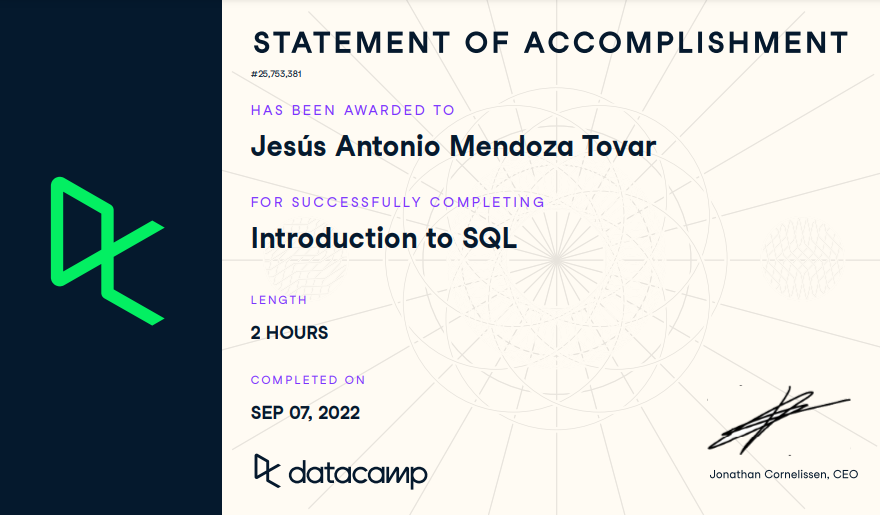 STATEMENT OF ACCOMPLISHMENT
#25,753,381
HAS BEEN AWARDED TO
Jesús Antonio Mendoza Tovar
FOR SUCCESSFULLY COMPLETING
Introduction to SQL
LENGTH
2 HOURS
COMPLETED ON
SEP 07, 2022
datacamp
Jonathan Cornelissen, CEO